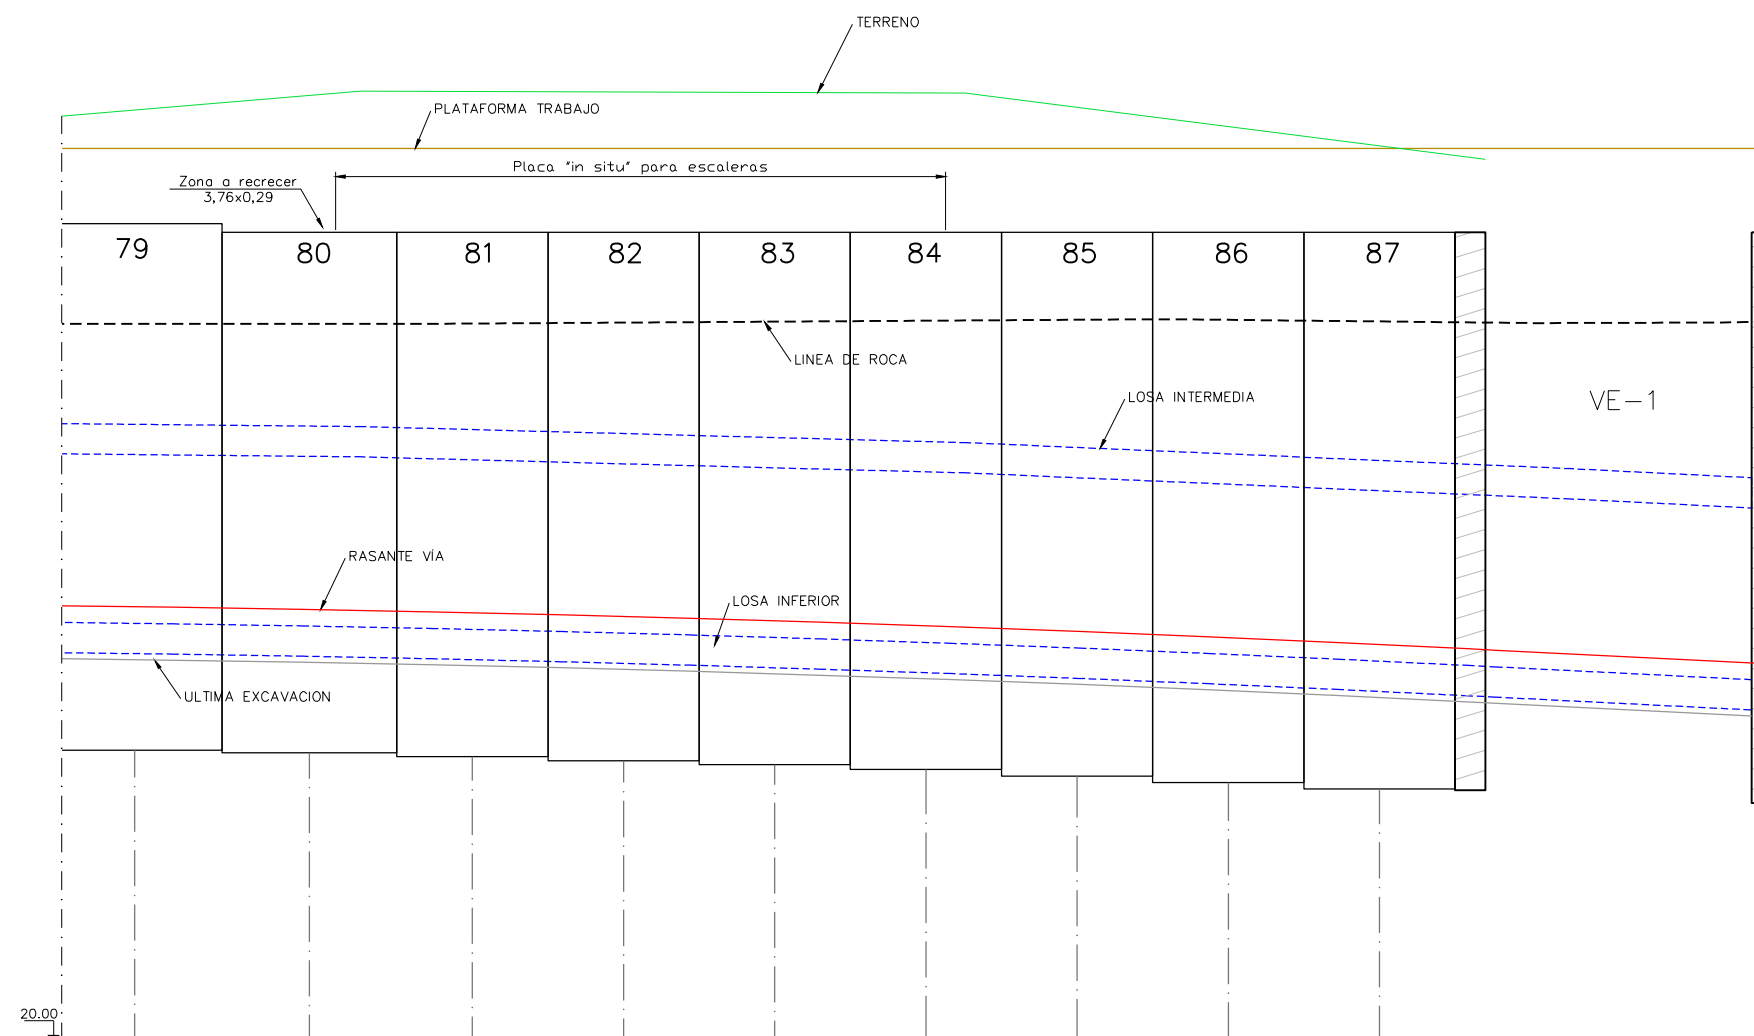 TERRENO
PLATAFORMA TRABAJO
Placa "in situ" para escaleras
Zona a recrecer
3,76x0,29
79
80
81
82
83
84
85
86
87
LINEA DE ROCA
LOSA INTERMEDIA
VE-1
RASANTE VÍA
LOSA INFERIOR
ULTIMA EXCAVACION
20.00